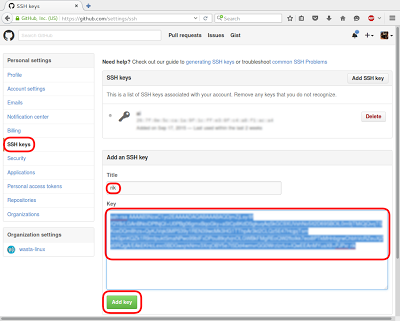 SSH keys
GitHub, Inc. (US)
https://github.com/settings/ssh
Search
Search GitHub
Pull requests Issues Gist
Personal settings
Profile
Account settings
Emails
Notification center
Billing
SSH keys
Security
Applications
Personal access tokens
Repositories
Organizations
Organization settings
wasta-linux
Need help? Check out our guide to generating SSH keys or troubleshoot common SSH Problems
SSH keys
Add SSH key
This is a list of SSH keys associated with your account. Remove any keys that you do not recognize.
Delete
Add an SSH key
Title
Key
Add key